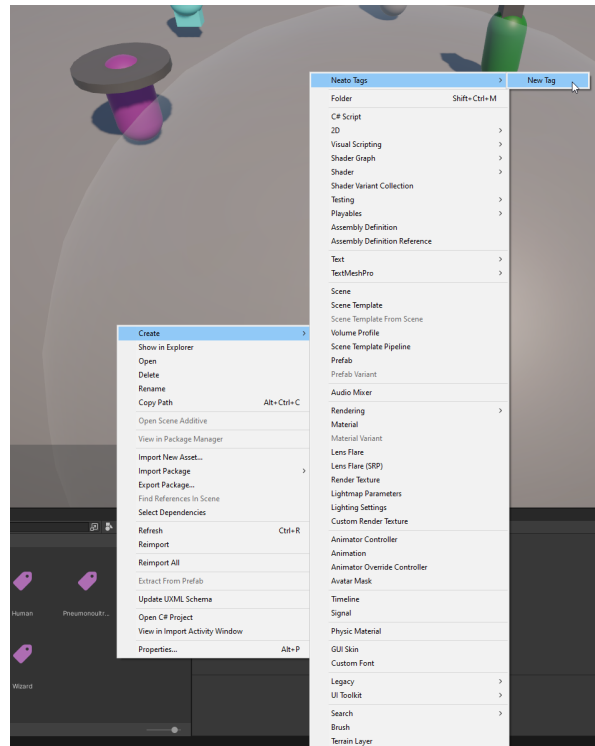 Neato Tags
New Tag
Folder Shift+Ctrl+M
C# Script
2D
Visual Scripting
Shader Graph
Shader
Shader Variant Collection
Testing
Playables
Assembly Definition
Assembly Definition Reference
Text
TextMeshPro
Scene
Scene Template
Scene Template From Scene
Volume Profile
Scene Template Pipeline
Prefab
Prefab Variant
Audio Mixer
Rendering
Material
Material Variant
Lens Flare
Lens Flare (SRP)
Render Texture
Lightmap Parameters
Lighting Settings
Custom Render Texture
Animator Controller
Animation
Animator Override Controller
Avatar Mask
Timeline
Signal
Physic Material
GUI Skin
Custom Font
Legacy
UI Toolkit
Search
Brush
Terrain Layer
Create
Show in Explorer
Open
Delete
Rename
Copy Path Alt+Ctrl+C
Open Scene Additive
View in Package Manager
Import New Asset...
Import Package
Export Package...
Find References In Scene
Select Dependencies
Refresh Ctrl+R
Reimport
Reimport All
Extract From Prefab
Update UXML Schema
Open C# Project
View in Import Activity Window
Properties... Alt+P
Human
Pneumonoultr...
Wizard